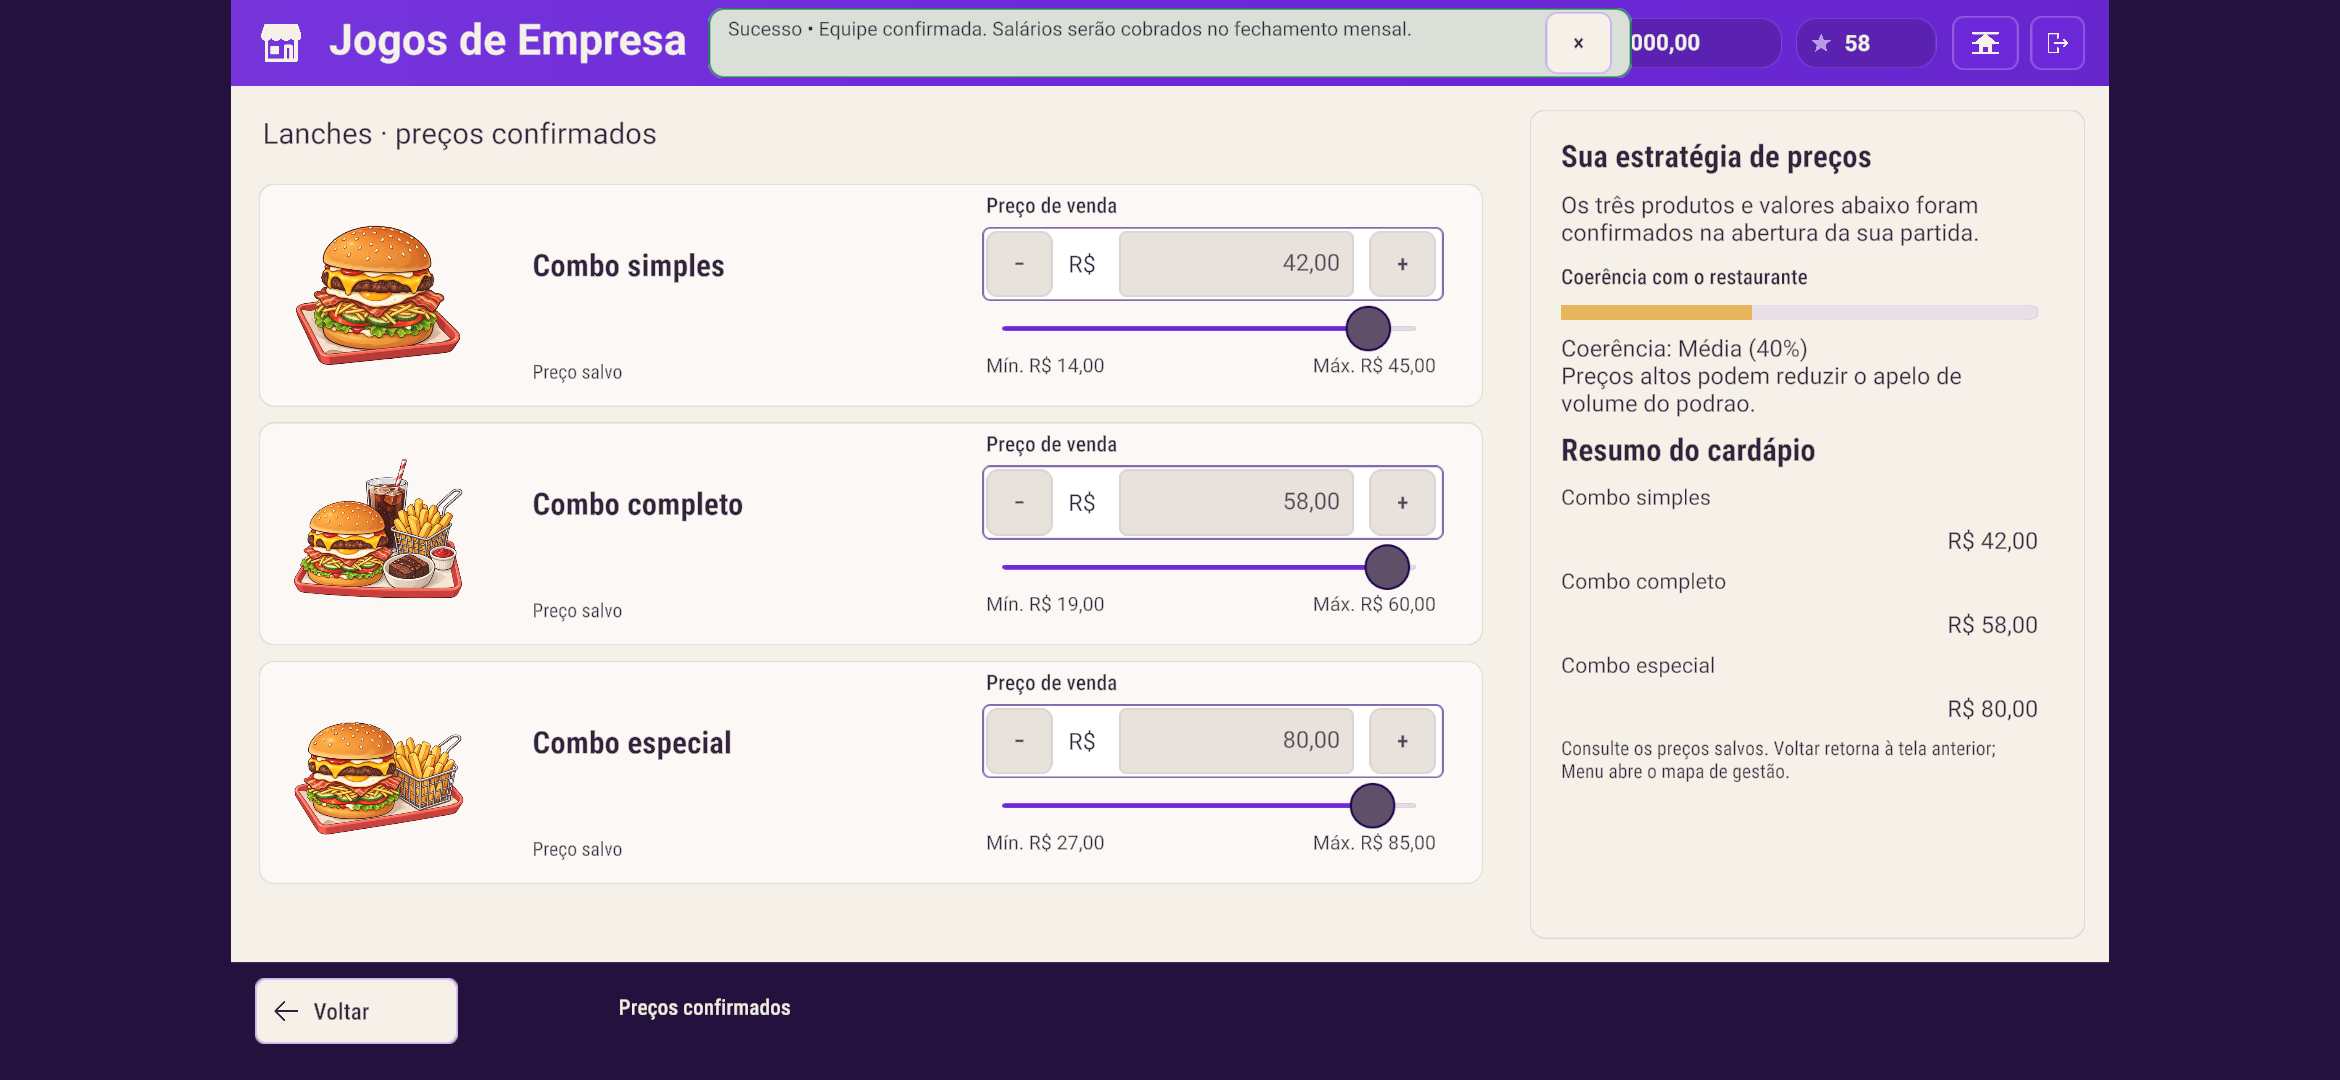 Jogos de Empresa
Sucesso • Equipe confirmada. Salários serão cobrados no fechamento mensal.
×
000,00
58
Lanches · preços confirmados
Combo simples
Preço salvo
Preço de venda
-
R$
42,00
+
Mín. R$ 14,00
Máx. R$ 45,00
Combo completo
Preço salvo
Preço de venda
-
R$
58,00
+
Mín. R$ 19,00
Máx. R$ 60,00
Combo especial
Preço salvo
Preço de venda
-
R$
80,00
+
Mín. R$ 27,00
Máx. R$ 85,00
Sua estratégia de preços
Os três produtos e valores abaixo foram
confirmados na abertura da sua partida.
Coerência com o restaurante
Coerência: Média (40%)
Preços altos podem reduzir o apelo de
volume do podrao.
Resumo do cardápio
Combo simples
R$ 42,00
Combo completo
R$ 58,00
Combo especial
R$ 80,00
Consulte os preços salvos. Voltar retorna à tela anterior;
Menu abre o mapa de gestão.
Voltar
Preços confirmados